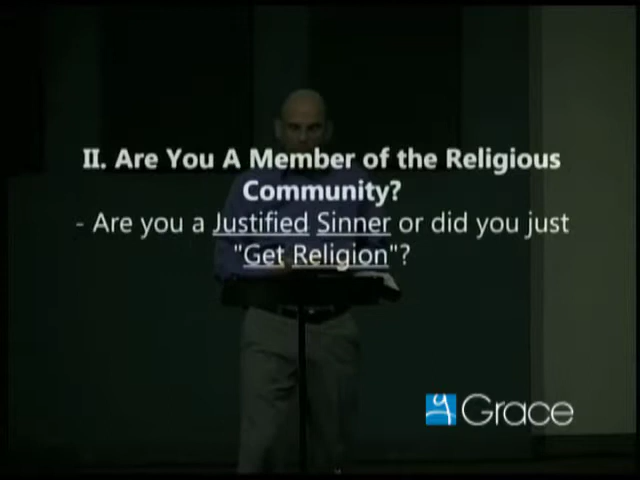 II. Are You A Member of the Religious
Community?
- Are you a Justified Sinner or did you just
"Get Religion"?
Grace